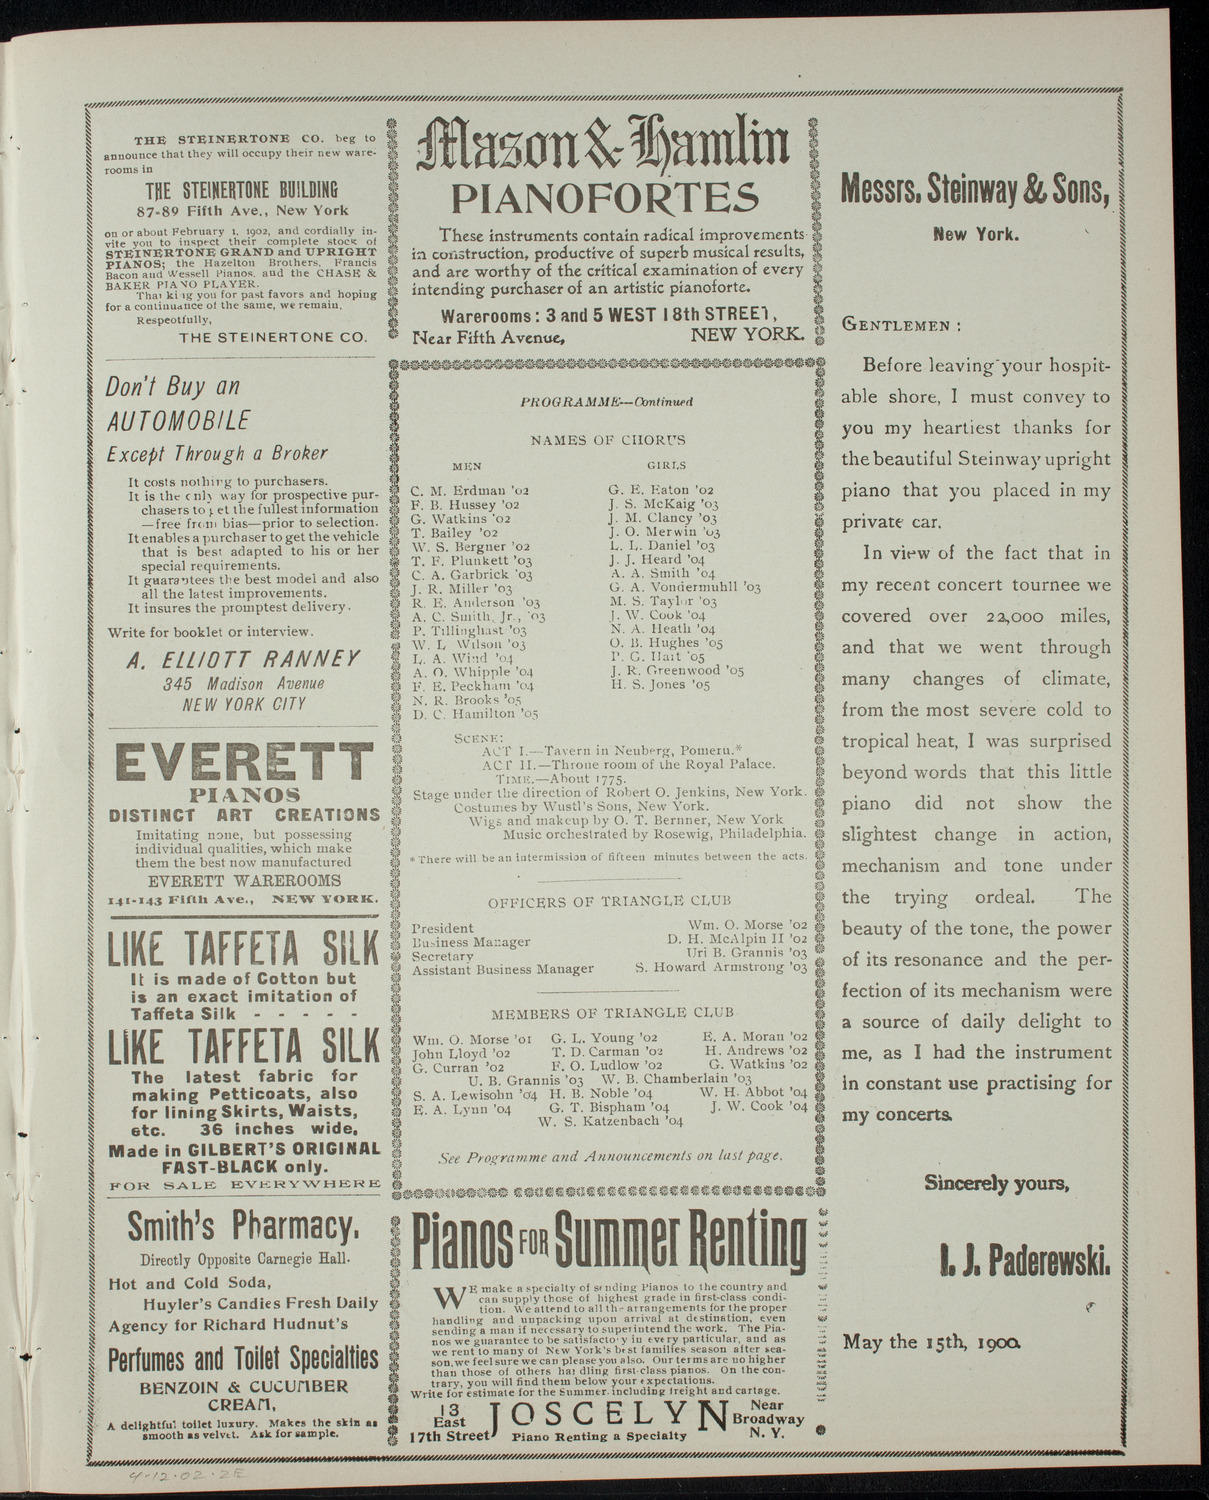 THE STEINERTONE CO. beg to
announce that they will occupy their new ware-
rooms in
THE STEINERTONE BUILDING
87-89 Fifth Ave., New York
on or about February 1, 1902, and cordially in-
vite you to inspect their complete stock of
STEINERTONE GRAND and UPRIGHT
PIANOS; the Hazelton Brothers, Francis
Bacon and Wessell Pianos, and the CHASE &
BAKER PIANO PLAYER.
Thanking you for past favors and hoping
for a continuance of the same, we remain,
Respectfully,
THE STEINERTONE CO.
Don't Buy an
AUTOMOBILE
Except Through a Broker
It costs nothing to purchasers.
It is the only way for prospective pur-
chasers to get the fullest information
—free from bias—prior to selection.
It enables a purchaser to get the vehicle
that is best adapted to his or her
special requirements.
It guarantees the best model and also
all the latest improvements.
It insures the promptest delivery.
Write for booklet or interview.
A. ELLIOTT RANNEY
345 Madison Avenue
NEW YORK CITY
EVERETT
PIANOS
DISTINCT ART CREATIONS
Imitating none, but possessing
individual qualities, which make
them the best now manufactured
EVERETT WAREROOMS
141-143 Fifth Ave., NEW YORK.
LIKE TAFFETA SILK
It is made of Cotton but
is an exact imitation of
Taffeta Silk - - - - -
LIKE TAFFETA SILK
The latest fabric for
making Petticoats, also
for lining Skirts, Waists,
etc. 36 inches wide,
Made in GILBERT'S ORIGINAL
FAST-BLACK only.
FOR SALE EVERYWHERE
Smith's Pharmacy,
Directly Opposite Carnegie Hall.
Hot and Cold Soda,
Huyler's Candies Fresh Daily
Agency for Richard Hudnut's
Perfumes and Toilet Specialties
BENZOIN & CUCUMBER
CREAM,
A delightful toilet luxury. Makes the skin as
smooth as velvet. Ask for sample.
4-12-02-2E
Mason & Hamlin
PIANOFORTES
These instruments contain radical improvements
in construction, productive of superb musical results,
and are worthy of the critical examination of every
intending purchaser of an artistic pianoforte.
Warerooms: 3 and 5 WEST 18th STREET,
Near Fifth Avenue, NEW YORK.
PROGRAMME—Continued
NAMES OF CHORUS
MEN GIRLS
C. M. Erdman '02 G. E. Eaton '02
F. B. Hussey '02 J. S. McKaig '03
G. Watkins '02 J. M. Clancy '03
T. Bailey '02 J. O. Merwin '03
W. S. Bergner '02 L. L. Daniel '03
T. F. Plunkett '03 J. J. Heard '04
C. A. Garbrick '03 A. A. Smith '04
J. R. Miller '03 G. A. Vondermuhll '03
R. E. Anderson '03 M. S. Taylor '03
A. C. Smith, Jr., '03 J. W. Cook '04
P. Tillinghast '03 N. A. Heath '04
W. L. Wilson '03 O. B. Hughes '05
L. A. Wind '04 P. G. Hart '05
A. O. Whipple '04 J. R. Greenwood '05
F. E. Peckham '04 H. S. Jones '05
N. R. Brooks '05
D. C. Hamilton '05
SCENE:
ACT I.—Tavern in Neuberg, Pomeru.*
ACT II.—Throne room of the Royal Palace.
TIME.—About 1775.
Stage under the direction of Robert O. Jenkins, New York.
Costumes by Wustl's Sons, New York.
Wigs and makeup by O. T. Bernner, New York
Music orchestrated by Rosewig, Philadelphia.
*There will be an intermission of fifteen minutes between the acts.
OFFICERS OF TRIANGLE CLUB
President Wm. O. Morse '02
Business Manager D. H. McAlpin II '02
Secretary Uri B. Grannis '03
Assistant Business Manager S. Howard Armstrong '03
MEMBERS OF TRIANGLE CLUB
Wm. O. Morse '01 G. L. Young '02 E. A. Moran '02
John Lloyd '02 T. D. Carman '02 H. Andrews '02
G. Curran '02 F. O. Ludlow '02 G. Watkins '02
U. B. Grannis '03 W. B. Chamberlain '03
S. A. Lewisohn '04 H. B. Noble '04 W. H. Abbot '04
E. A. Lynn '04 G. T. Bispham '04 J. W. Cook '04
W. S. Katzenbach '04
See Programme and Announcements on last page.
Pianos FOR Summer Renting
WE make a specialty of sending Pianos to the country and
can supply those of highest grade in first-class condi-
tion. We attend to all the arrangements for the proper
handling and unpacking upon arrival at destination, even
sending a man if necessary to superintend the work. The Pia-
nos we guarantee to be satisfactory in every particular, and as
we rent to many of New York's best families season after sea-
son, we feel sure we can please you also. Our terms are no higher
than those of others handling first-class pianos. On the con-
trary, you will find them below your expectations.
Write for estimate for the Summer, including freight and cartage.
13 East 17th Street JOSCELYN Near Broadway N. Y.
Piano Renting a Specialty
Messrs. Steinway & Sons,
New York.
GENTLEMEN:
Before leaving your hospit-
able shore, I must convey to
you my heartiest thanks for
the beautiful Steinway upright
piano that you placed in my
private car.
In view of the fact that in
my recent concert tournee we
covered over 22,000 miles,
and that we went through
many changes of climate,
from the most severe cold to
tropical heat, I was surprised
beyond words that this little
piano did not show the
slightest change in action,
mechanism and tone under
the trying ordeal. The
beauty of the tone, the power
of its resonance and the per-
fection of its mechanism were
a source of daily delight to
me, as I had the instrument
in constant use practising for
my concerts.
Sincerely yours,
I. J. Paderewski.
May the 15th, 1900.